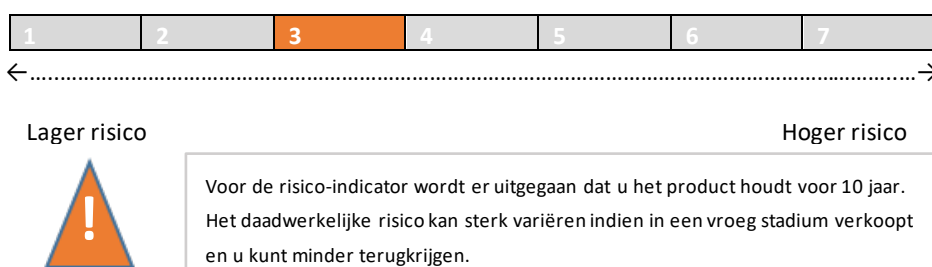 1 2 3 4 5 6 7
←………………………………………………………………………………………………………→
Lager risico Hoger risico
!
Voor de risico-indicator wordt er uitgegaan dat u het product houdt voor 10 jaar.
Het daadwerkelijke risico kan sterk variëren indien in een vroeg stadium verkoopt
en u kunt minder terugkrijgen.